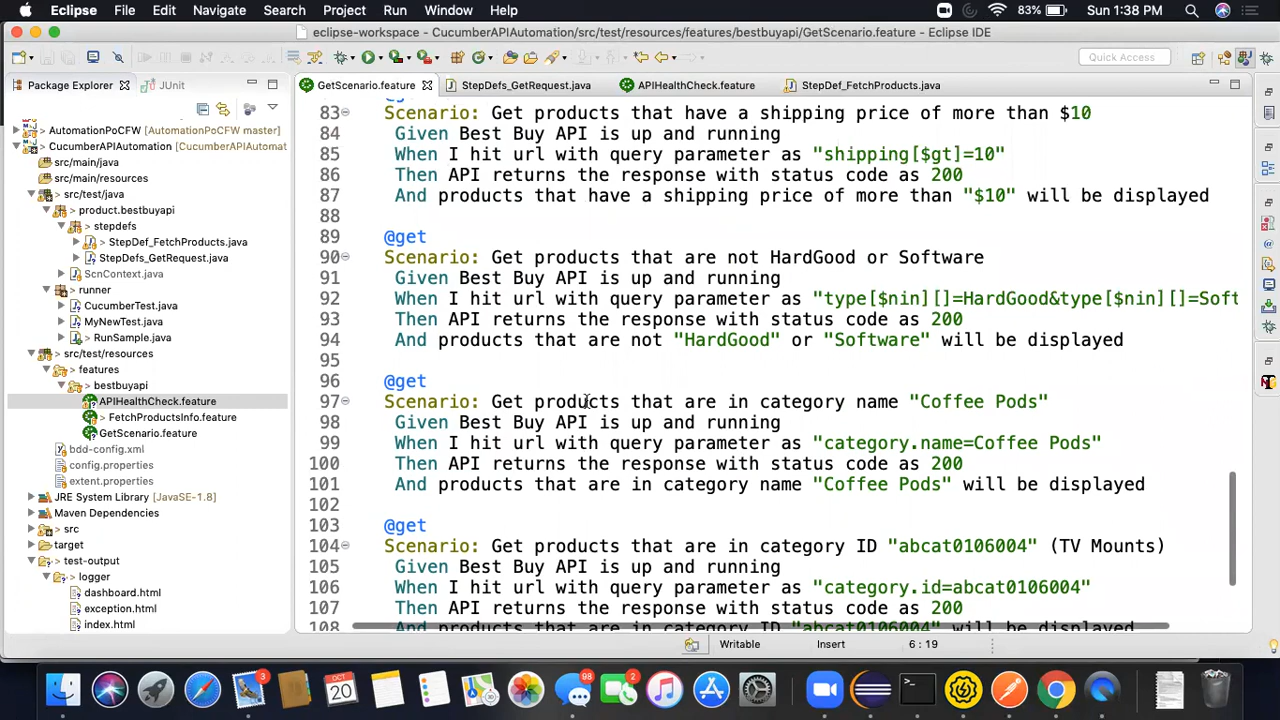 Eclipse File Edit Navigate Search Project Run Window Help 83% Sun 1:38 PM
eclipse-workspace - CucumberAPIAutomation/src/test/resources/features/bestbuyapi/GetScenario.feature - Eclipse IDE
Quick Access
Package Explorer JUnit
GetScenario.feature StepDefs_GetRequest.java APIHealthCheck.feature StepDef_FetchProducts.java
AutomationPoCFW [AutomationPoCFW master]
CucumberAPIAutomation [CucumberAPIAutomat
src/main/java
src/main/resources
src/test/java
product.bestbuyapi
stepdefs
> StepDef_FetchProducts.java
StepDefs_GetRequest.java
ScnContext.java
runner
CucumberTest.java
MyNewTest.java
> RunSample.java
src/test/resources
features
> bestbuyapi
APIHealthCheck.feature
> FetchProductsInfo.feature
GetScenario.feature
bdd-config.xml
config.properties
extent.properties
JRE System Library [JavaSE-1.8]
Maven Dependencies
src
target
test-output
logger
dashboard.html
exception.html
index.html
83 Scenario: Get products that have a shipping price of more than $10
84 Given Best Buy API is up and running
85 When I hit url with query parameter as "shipping[$gt]=10"
86 Then API returns the response with status code as 200
87 And products that have a shipping price of more than "$10" will be displayed
88
89 @get
90 Scenario: Get products that are not HardGood or Software
91 Given Best Buy API is up and running
92 When I hit url with query parameter as "type[$nin][]=HardGood&type[$nin][]=Soft
93 Then API returns the response with status code as 200
94 And products that are not "HardGood" or "Software" will be displayed
95
96 @get
97 Scenario: Get products that are in category name "Coffee Pods"
98 Given Best Buy API is up and running
99 When I hit url with query parameter as "category.name=Coffee Pods"
100 Then API returns the response with status code as 200
101 And products that are in category name "Coffee Pods" will be displayed
102
103 @get
104 Scenario: Get products that are in category ID "abcat0106004" (TV Mounts)
105 Given Best Buy API is up and running
106 When I hit url with query parameter as "category.id=abcat0106004"
107 Then API returns the response with status code as 200
108 And products that are in category ID "abcat0106004" will be displayed
Writable Insert 6 : 19
3 OCT 20 98 2